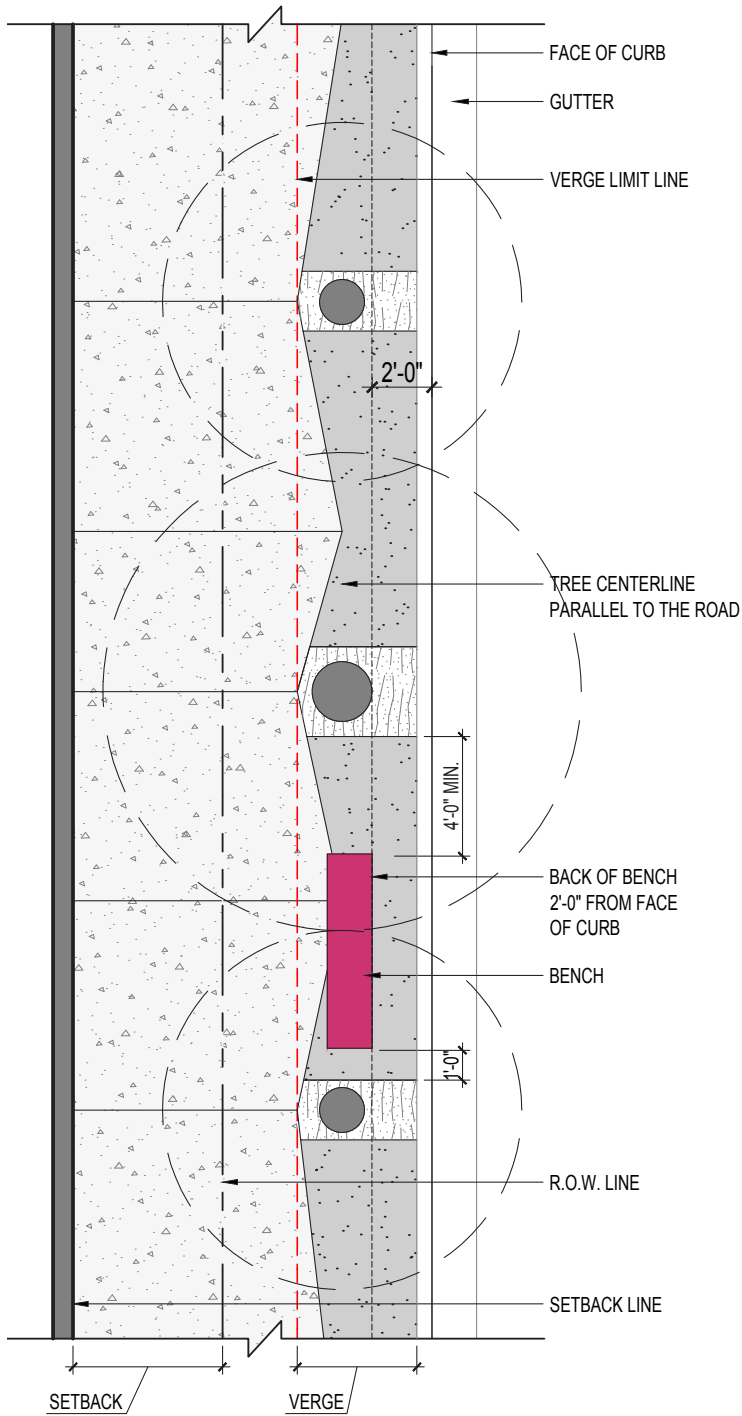 FACE OF CURB
GUTTER
VERGE LIMIT LINE
2'-0"
TREE CENTERLINE
PARALLEL TO THE ROAD
4'-0" MIN.
BACK OF BENCH
2'-0" FROM FACE
OF CURB
BENCH
1'-0"
R.O.W. LINE
SETBACK LINE
SETBACK
VERGE